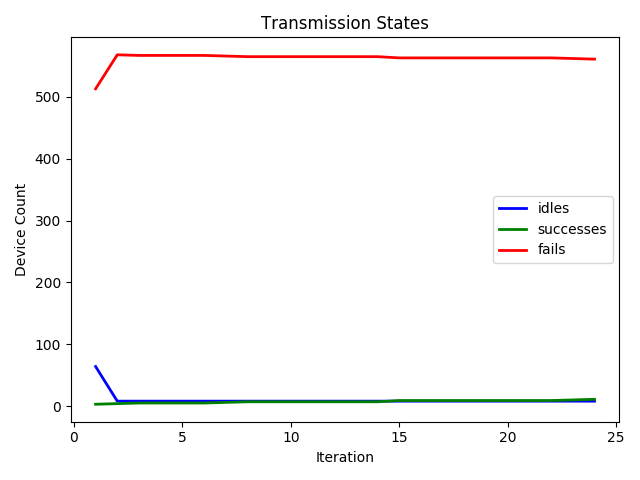 Transmission States
Device Count
500
400
300
200
100
0
idles
successes
fails
0 5 10 15 20 25
Iteration